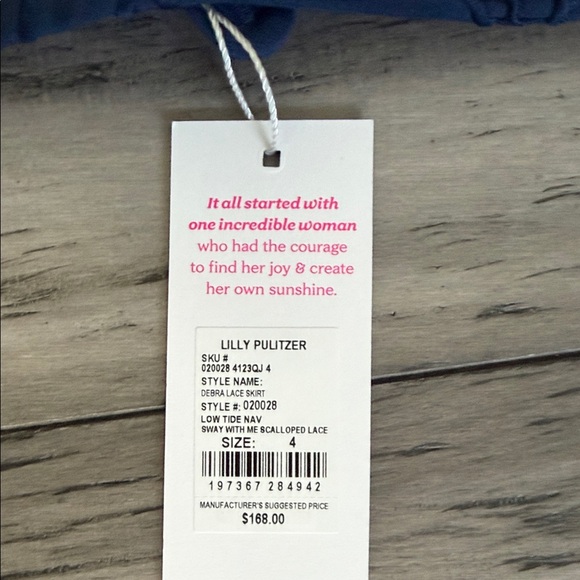 It all started with
one incredible woman
who had the courage
to find her joy & create
her own sunshine.
LILLY PULITZER
SKU #
020028 4123QJ 4
STYLE NAME:
DEBRA LACE SKIRT
STYLE #: 020028
LOW TIDE NAV
SWAY WITH ME SCALLOPED LACE
SIZE: 4
197367 284942
MANUFACTURER'S SUGGESTED PRICE
$168.00